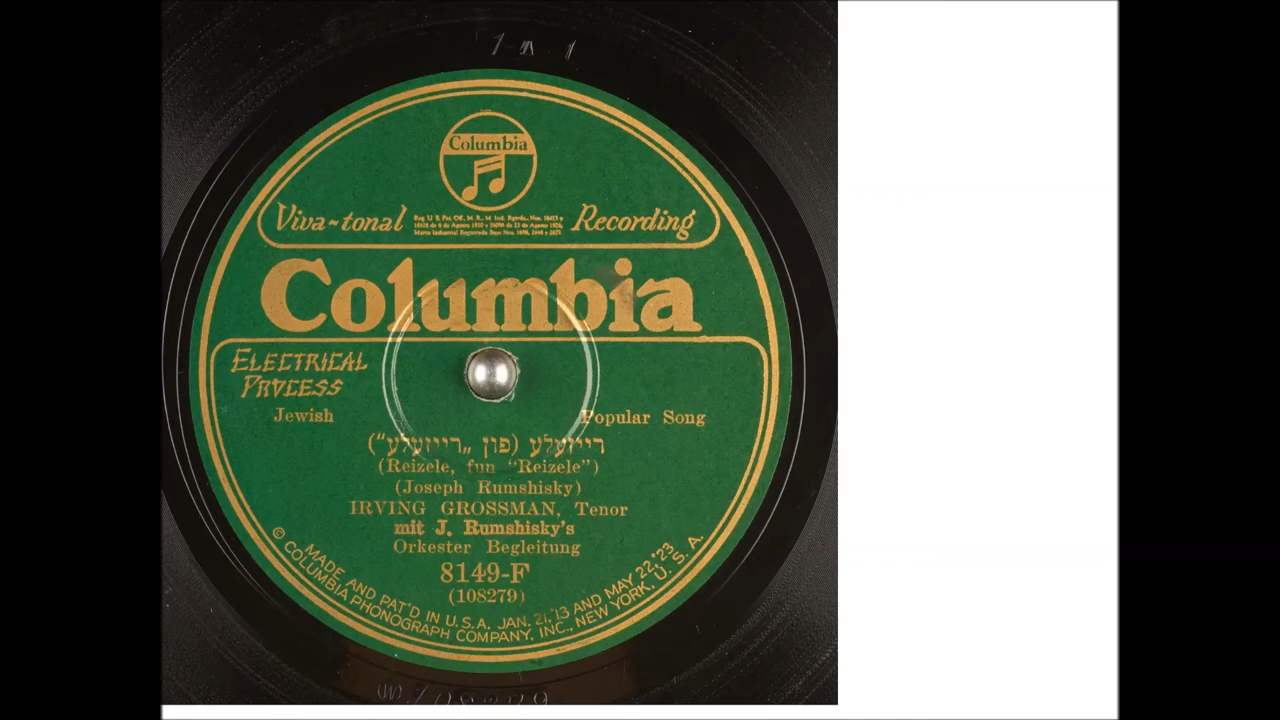 1 A 1
Columbia
Viva-tonal
Recording
Columbia
ELECTRICAL
PROCESS
Jewish
Popular Song
רייזעלע (פון „רייזעלע“)
(Reizele, fun “Reizele”)
(Joseph Rumshisky)
IRVING GROSSMAN, Tenor
mit J. Rumshisky's
Orkester Begleitung
8149-F
(108279)
MADE AND PAT'D IN U.S.A. JAN. 21,'13 AND MAY 22,'23
© COLUMBIA PHONOGRAPH COMPANY, INC., NEW YORK, U. S. A.